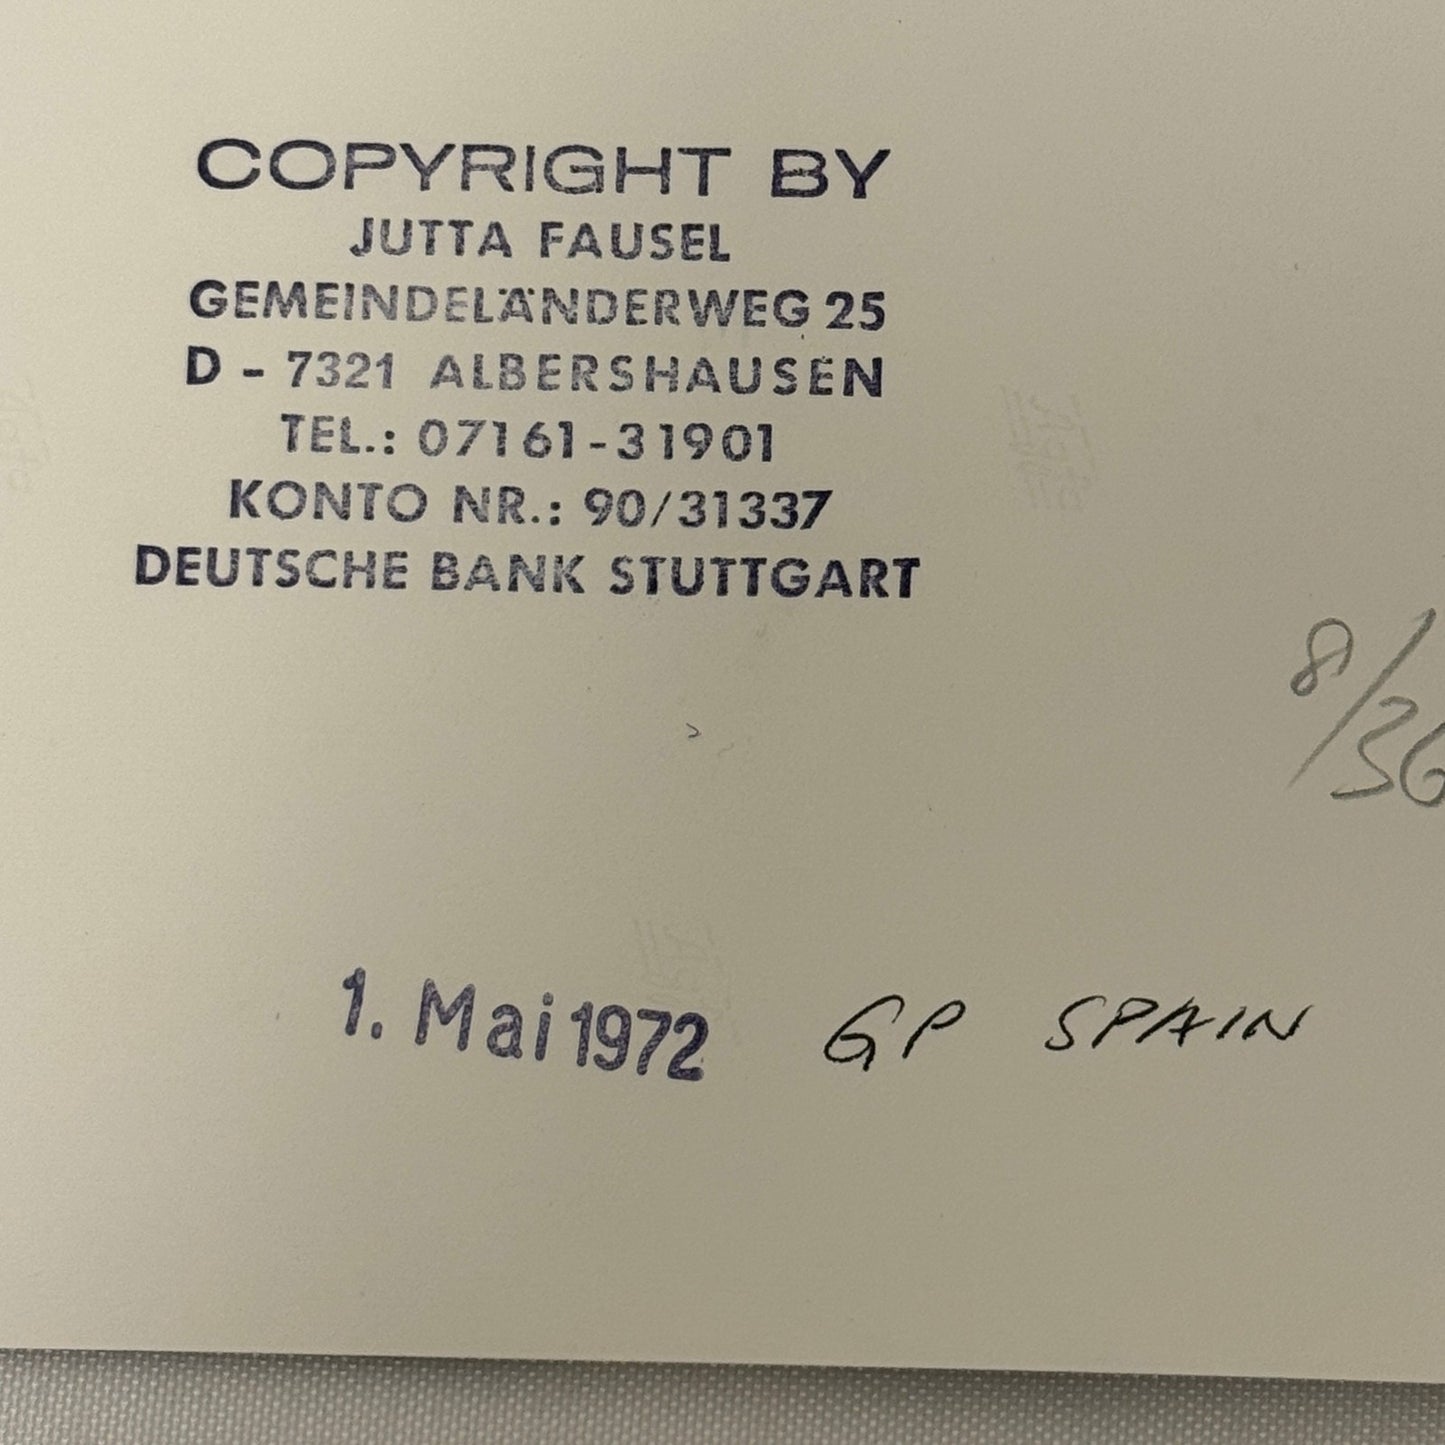 COPYRIGHT BY
JUTTA FAUSEL
GEMEINDELÄNDERWEG 25
D - 7321 ALBERSHAUSEN
TEL.: 07161-31901
KONTO NR.: 90/31337
DEUTSCHE BANK STUTTGART
8/36
1. Mai 1972 GP SPAIN